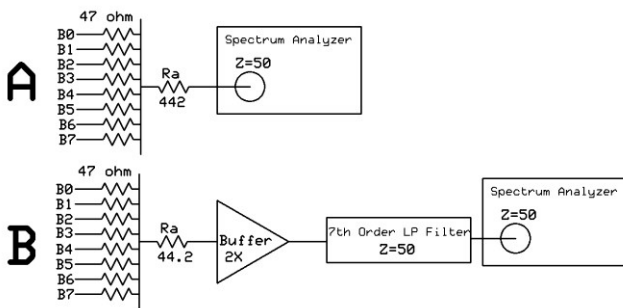 A
47 ohm
B0
B1
B2
B3
B4
B5
B6
B7
Ra
442
Spectrum Analyzer
Z=50
B
47 ohm
B0
B1
B2
B3
B4
B5
B6
B7
Ra
44.2
Buffer
2X
7th Order LP Filter
Z=50
Spectrum Analyzer
Z=50